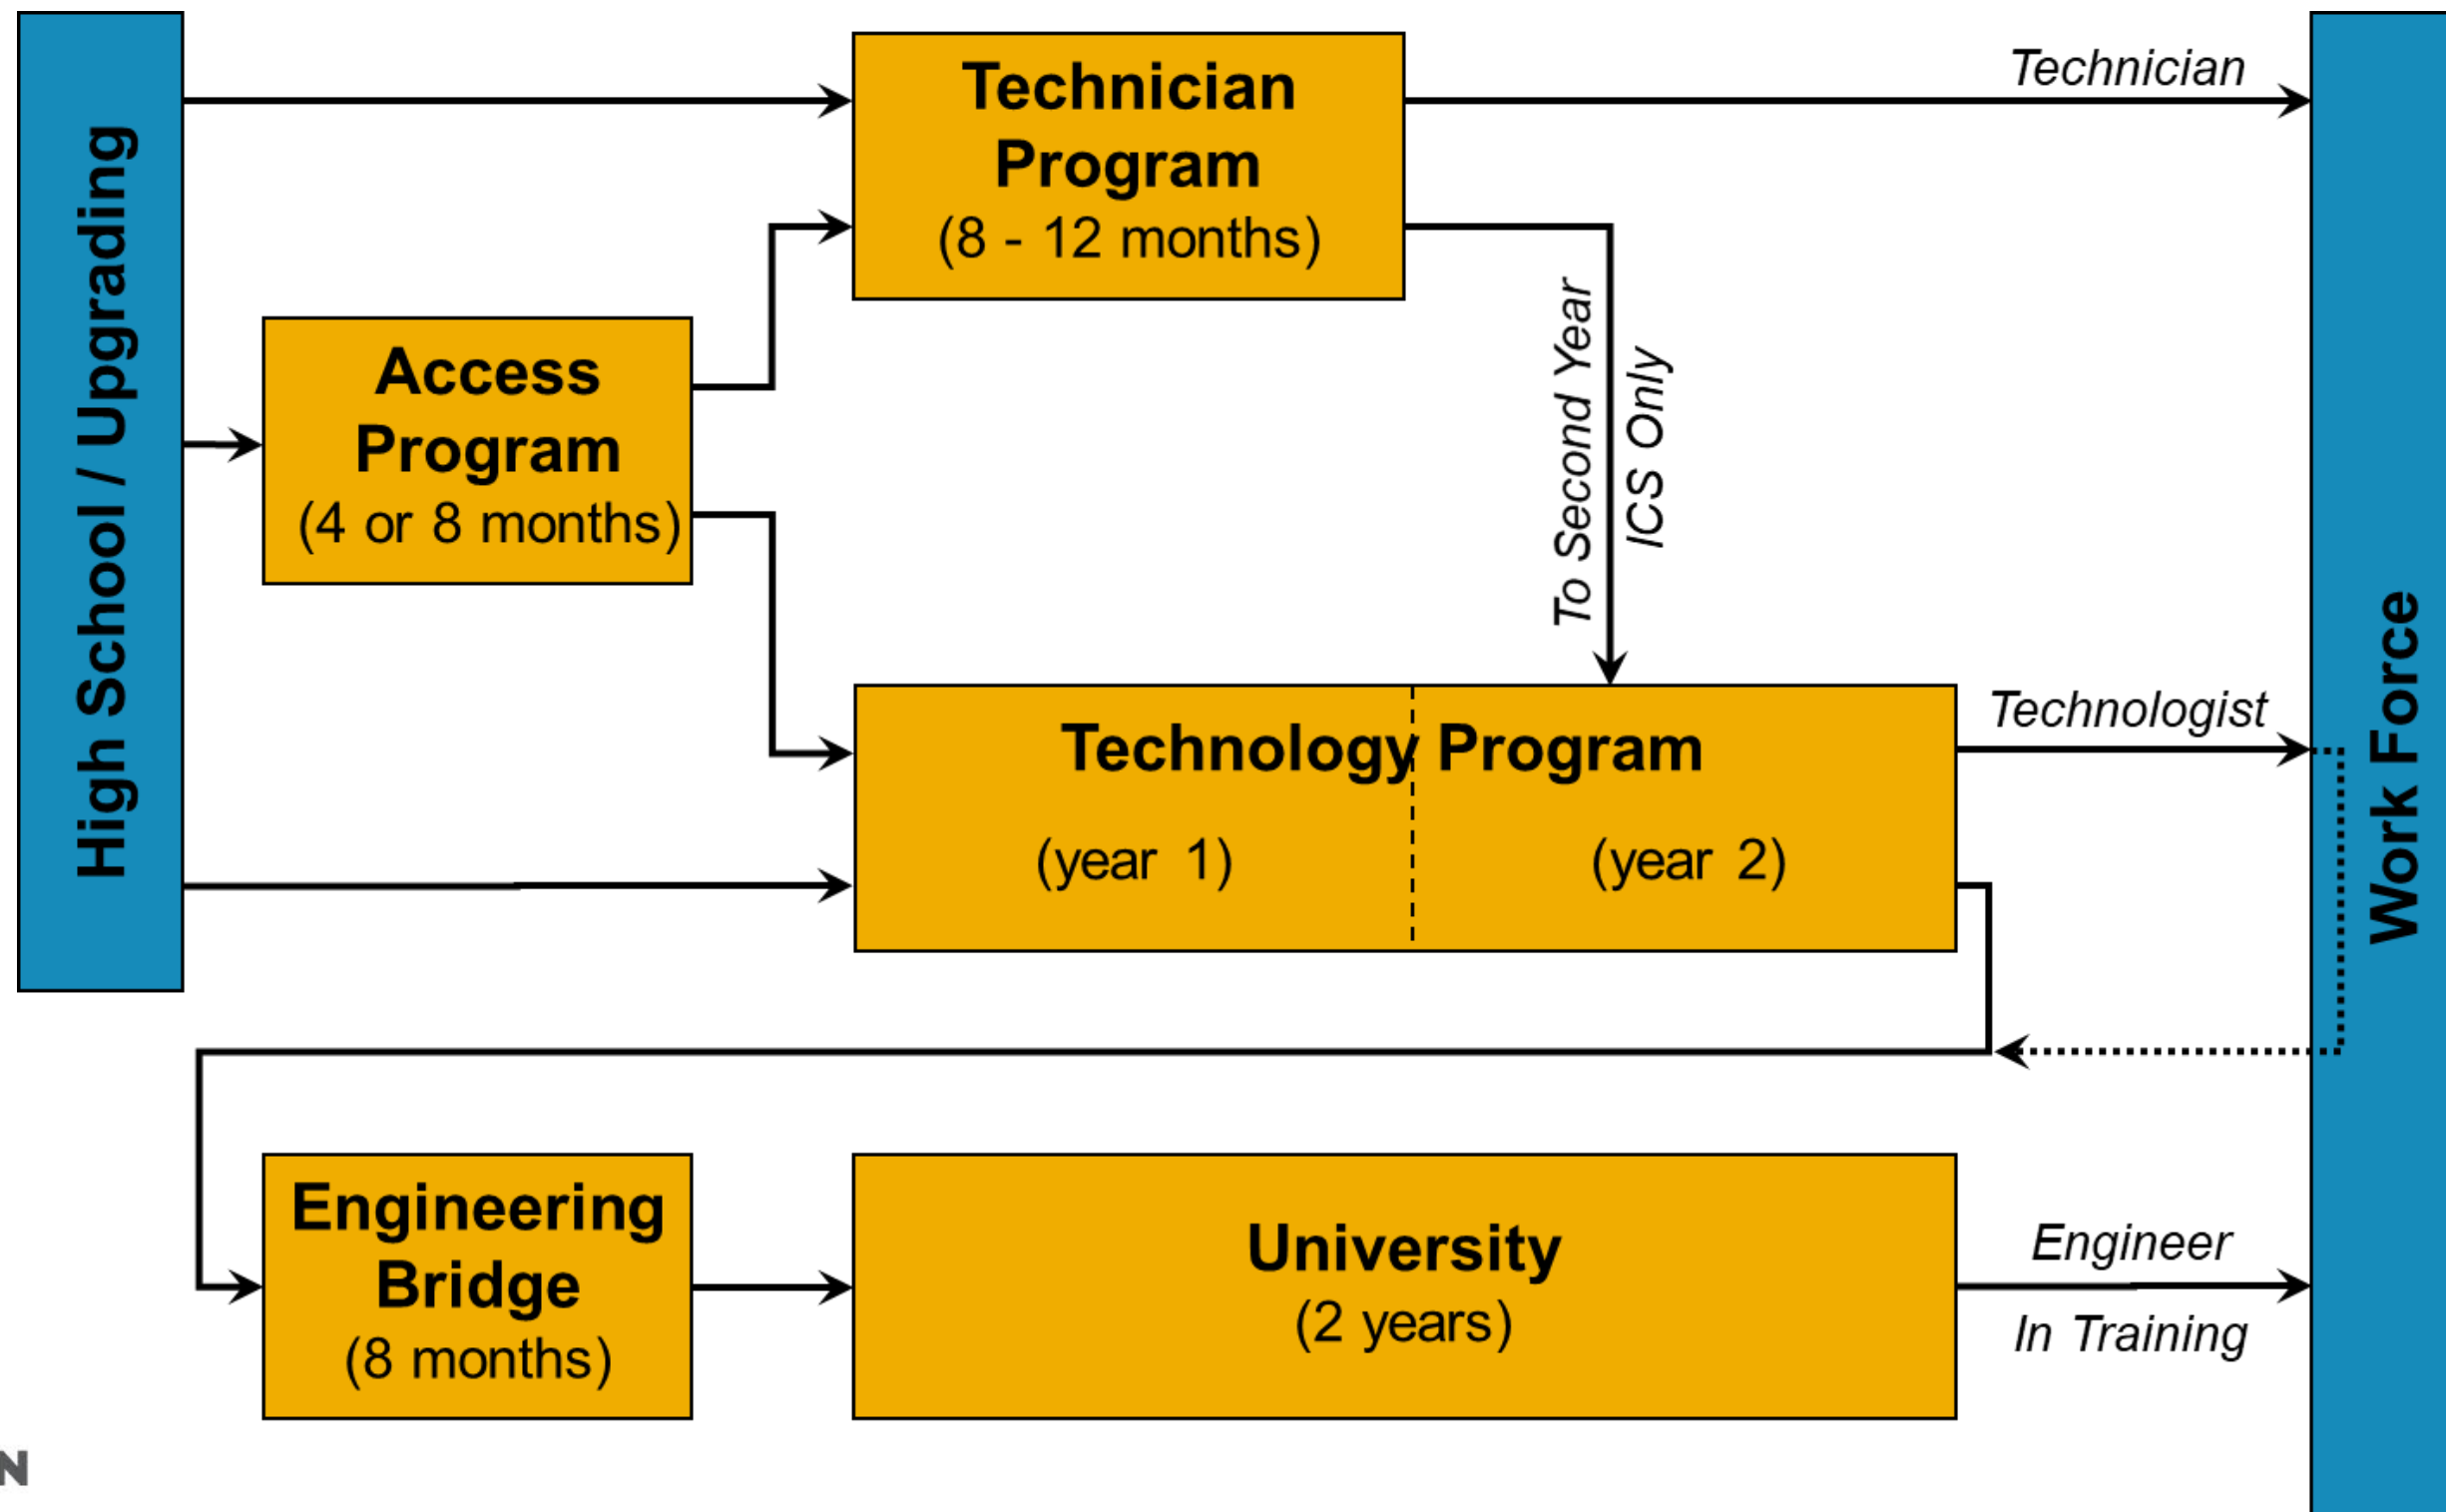 High School / Upgrading
Technician
Program
(8 - 12 months)
Technician
Access
Program
(4 or 8 months)
To Second Year
ICS Only
Technology Program
(year 1)
(year 2)
Technologist
Work Force
Engineering
Bridge
(8 months)
University
(2 years)
Engineer
In Training
N